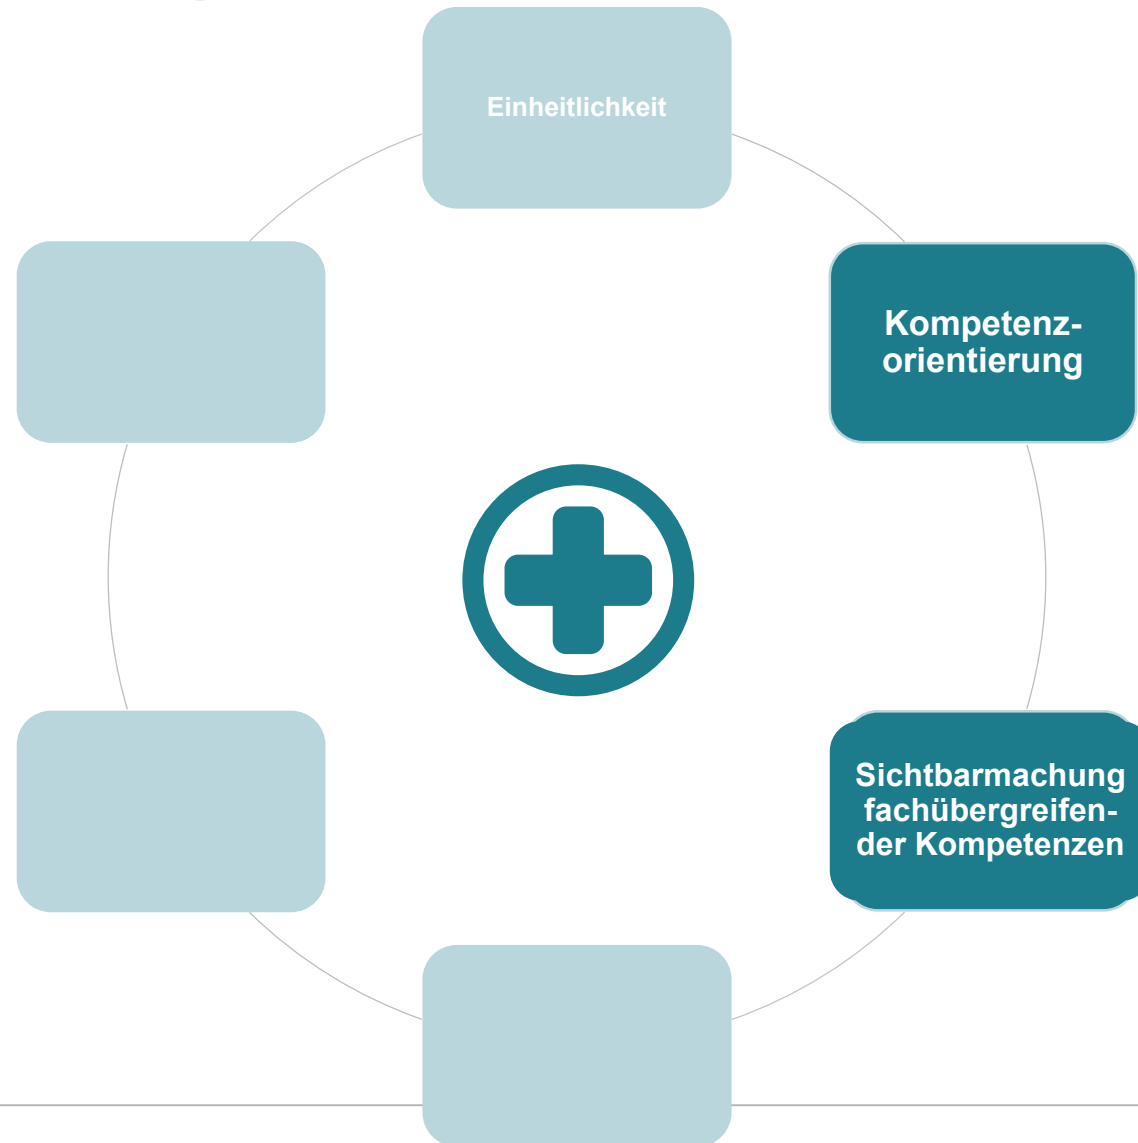 Einheitlichkeit
Kompetenz-
orientierung
Sichtbarmachung
fachübergreifen-
der Kompetenzen